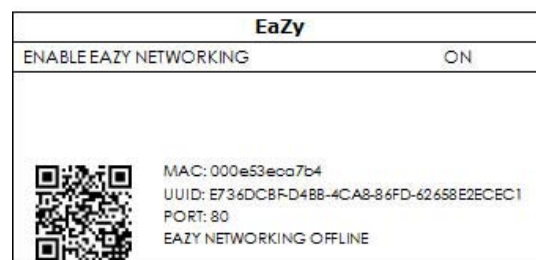 EaZy
ENABLE EAZY NETWORKING ON
MAC: 000e53eca7b4
UUID: E736DCBF-D4BB-4CA8-86FD-62658E2ECEC1
PORT: 80
EAZY NETWORKING OFFLINE